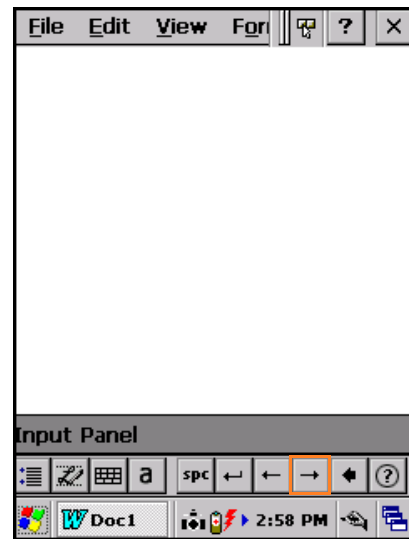 File Edit View For ?
Input Panel
a spc ?
W Doc1 2:58 PM